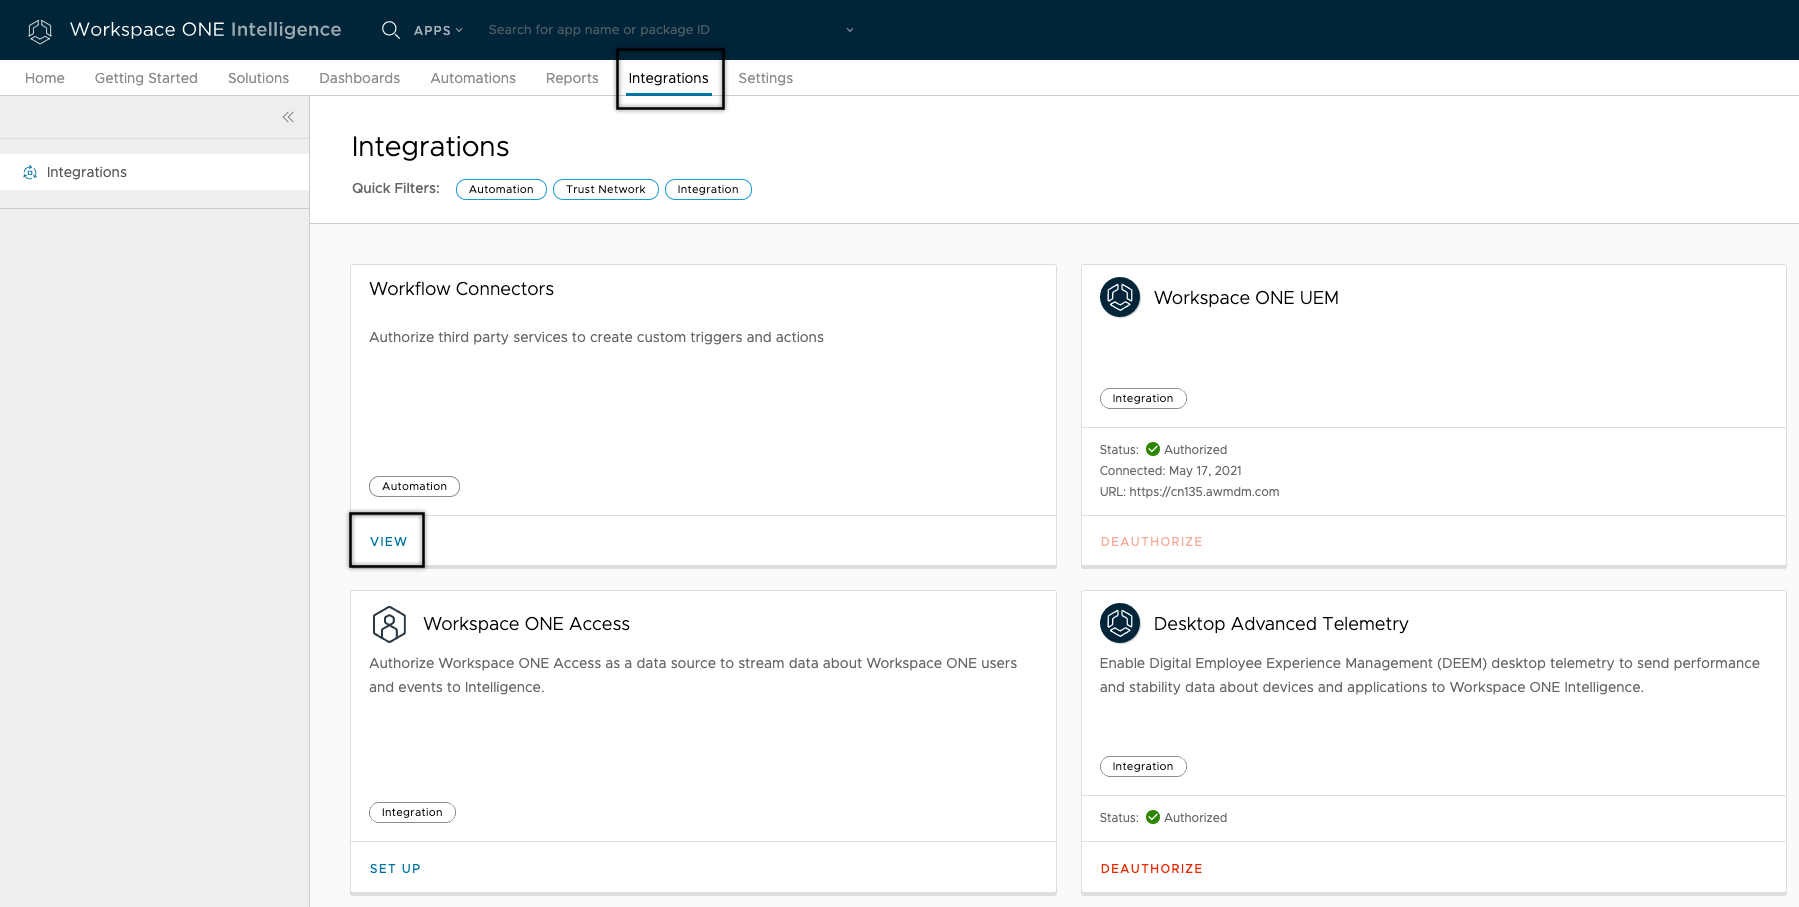 Workspace ONE Intelligence
APPS
Search for app name or package ID
Home
Getting Started
Solutions
Dashboards
Automations
Reports
Integrations
Settings
Integrations
Integrations
Quick Filters:
Automation
Trust Network
Integration
Workflow Connectors
Authorize third party services to create custom triggers and actions
Automation
VIEW
Workspace ONE UEM
Integration
Status: Authorized
Connected: May 17, 2021
URL: https://cn135.awmdm.com
DEAUTHORIZE
Workspace ONE Access
Authorize Workspace ONE Access as a data source to stream data about Workspace ONE users
and events to Intelligence.
Integration
SET UP
Desktop Advanced Telemetry
Enable Digital Employee Experience Management (DEEM) desktop telemetry to send performance
and stability data about devices and applications to Workspace ONE Intelligence.
Integration
Status: Authorized
DEAUTHORIZE